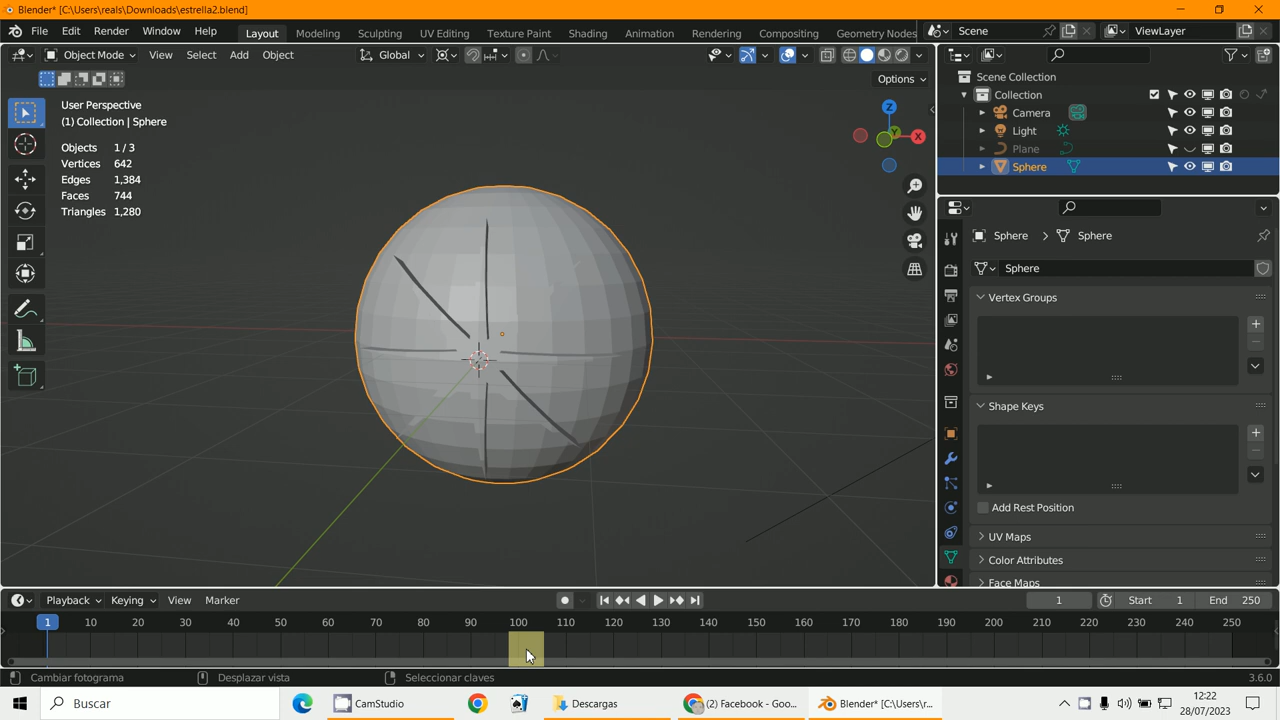 Blender* [C:\Users\reals\Downloads\estrella2.blend]
File Edit Render Window Help Layout Modeling Sculpting UV Editing Texture Paint Shading Animation Rendering Compositing Geometry Nodes Scene ViewLayer
Object Mode View Select Add Object Global
Options
User Perspective
(1) Collection | Sphere
Objects 1 / 3
Vertices 642
Edges 1,384
Faces 744
Triangles 1,280
Z
Y
X
Scene Collection
Collection
Camera
Light
Plane
Sphere
Sphere Sphere
Sphere
Vertex Groups
Shape Keys
Add Rest Position
UV Maps
Color Attributes
Face Maps
Playback Keying View Marker 1 Start 1 End 250
1 10 20 30 40 50 60 70 80 90 100 110 120 130 140 150 160 170 180 190 200 210 220 230 240 250
Cambiar fotograma Desplazar vista Seleccionar claves 3.6.0
Buscar CamStudio Descargas (2) Facebook - Goo... Blender* [C:\Users\r...
12:22
28/07/2023